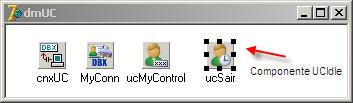 dmUC
DBX
DBX
cnxUC MyConn ucMyControl ucSair
Componente UCIdle